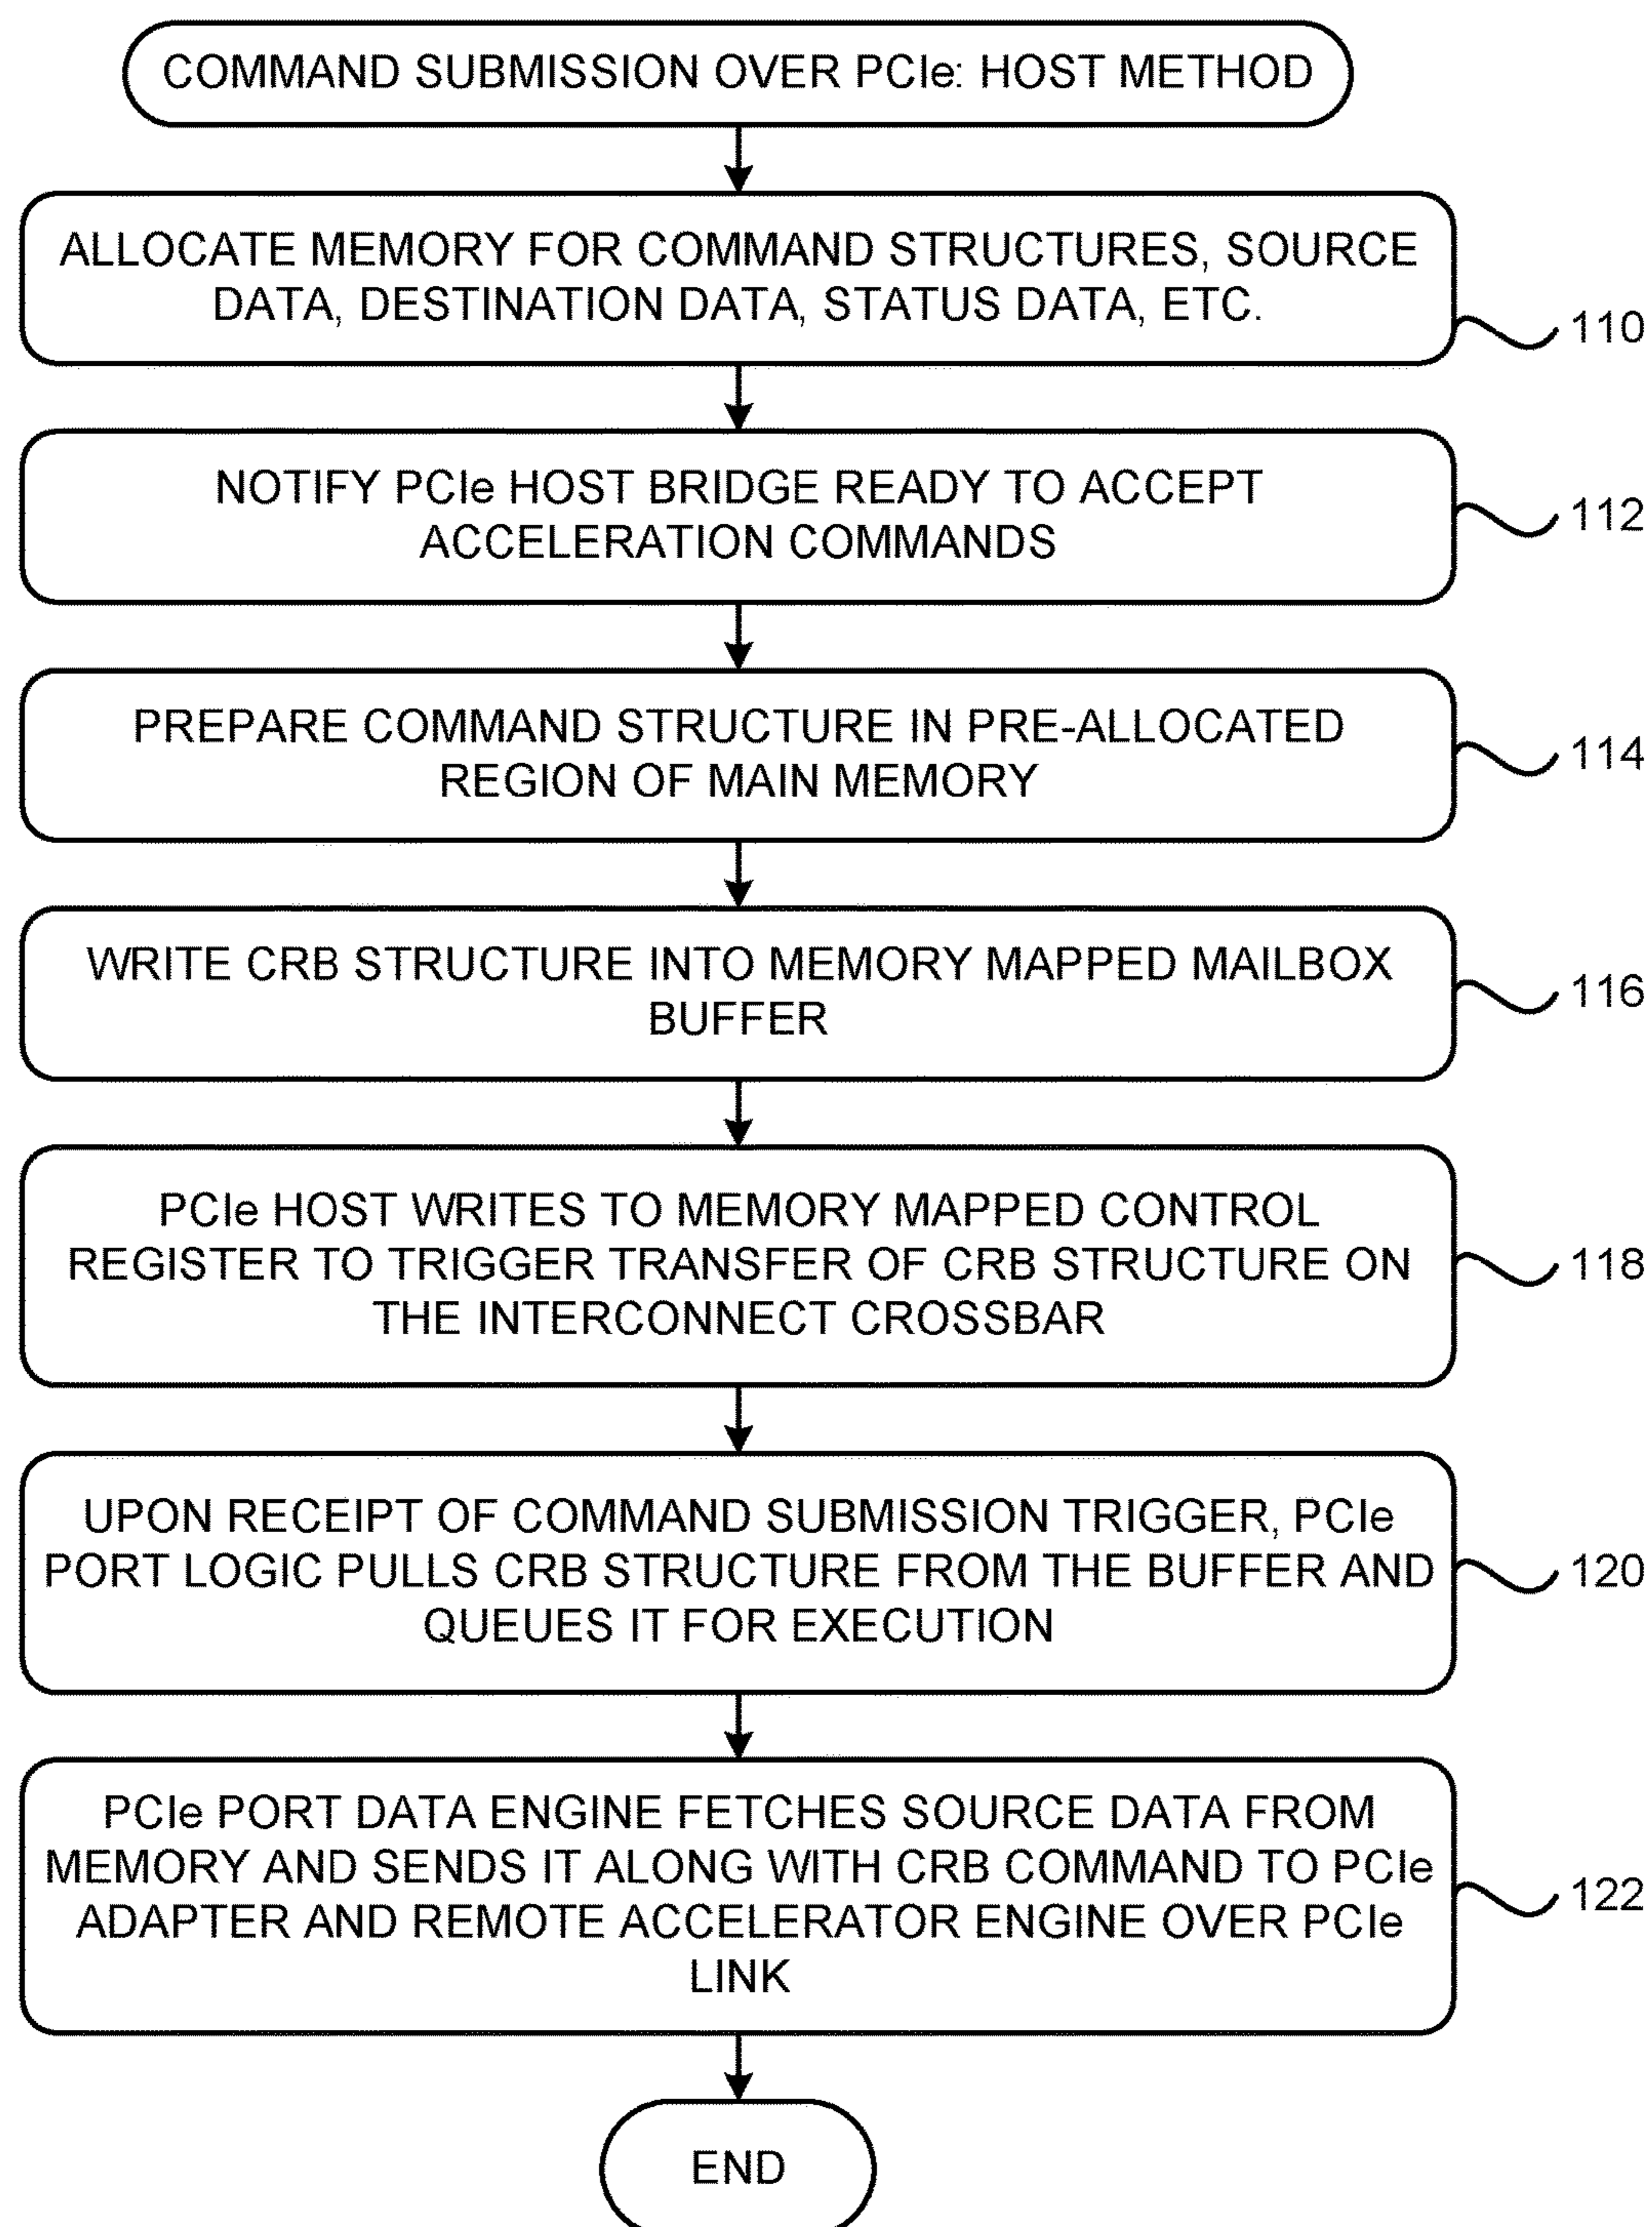 COMMAND SUBMISSION OVER PCIe: HOST METHOD
ALLOCATE MEMORY FOR COMMAND STRUCTURES, SOURCE
DATA, DESTINATION DATA, STATUS DATA, ETC.
110
NOTIFY PCIe HOST BRIDGE READY TO ACCEPT
ACCELERATION COMMANDS
112
PREPARE COMMAND STRUCTURE IN PRE-ALLOCATED
REGION OF MAIN MEMORY
114
WRITE CRB STRUCTURE INTO MEMORY MAPPED MAILBOX
BUFFER
116
PCIe HOST WRITES TO MEMORY MAPPED CONTROL
REGISTER TO TRIGGER TRANSFER OF CRB STRUCTURE ON
THE INTERCONNECT CROSSBAR
118
UPON RECEIPT OF COMMAND SUBMISSION TRIGGER, PCIe
PORT LOGIC PULLS CRB STRUCTURE FROM THE BUFFER AND
QUEUES IT FOR EXECUTION
120
PCIe PORT DATA ENGINE FETCHES SOURCE DATA FROM
MEMORY AND SENDS IT ALONG WITH CRB COMMAND TO PCIe
ADAPTER AND REMOTE ACCELERATOR ENGINE OVER PCIe
LINK
122
END